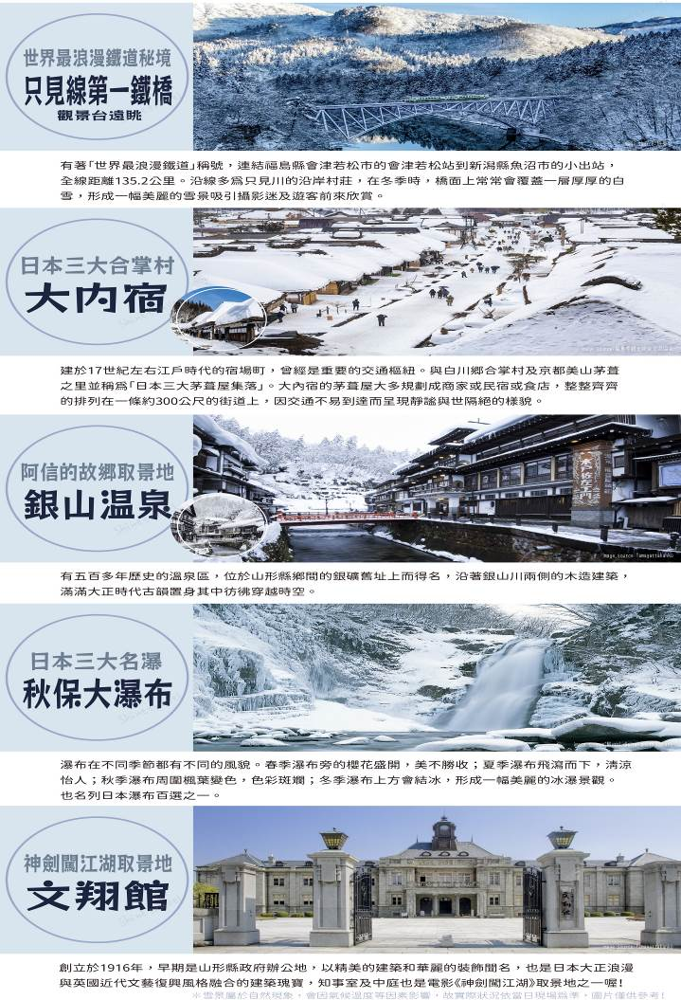 世界最浪漫鐵道秘境
只見線第一鐵橋
觀景台遠眺
有著「世界最浪漫鐵道」稱號，連結福島縣會津若松市的會津若松站到新潟縣魚沼市的小出站，
全線距離135.2公里。沿線多為只見川的沿岸村莊，在冬季時，橋面上常常會覆蓋一層厚厚的白
雪，形成一幅美麗的雪景吸引攝影迷及遊客前來欣賞。
日本三大合掌村
大內宿
建於17世紀左右江戶時代的宿場町，曾經是重要的交通樞紐。與白川鄉合掌村及京都美山茅葺
之里並稱為「日本三大茅葺屋集落」。大內宿的茅葺屋大多規劃成商家或民宿或食店，整整齊齊
的排列在一條約300公尺的街道上，因交通不易到達而呈現靜謐與世隔絕的樣貌。
阿信的故鄉取景地
銀山溫泉
有五百多年歷史的溫泉區，位於山形縣鄉間的銀礦舊址上而得名，沿著銀山川兩側的木造建築，
滿滿大正時代古韻置身其中彷彿穿越時空。
日本三大名瀑
秋保大瀑布
瀑布在不同季節都有不同的風貌。春季瀑布旁的櫻花盛開，美不勝收；夏季瀑布飛瀉而下，清涼
怡人；秋季瀑布周圍楓葉變色，色彩斑斕；冬季瀑布上方會結冰，形成一幅美麗的冰瀑景觀。
也名列日本瀑布百選之一。
神劍闖江湖取景地
文翔館
創立於1916年，早期是山形縣政府辦公地，以精美的建築和華麗的裝飾聞名，也是日本大正浪漫
與英國近代文藝復興風格融合的建築瑰寶，知事室及中庭也是電影《神劍闖江湖》取景地之一喔!
※雪景屬於自然現象，會因氣候溫度等因素影響，故實際狀況依當日現場為準，圖片僅供參考!